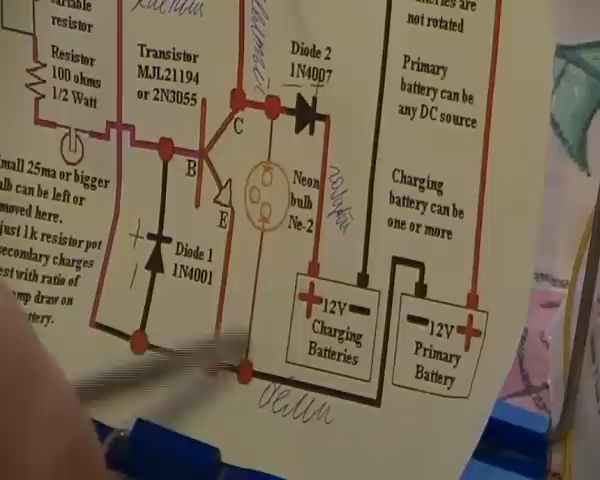 variable
resistor
Resistor
100 ohms
1/2 Watt
Transistor
MJL21194
or 2N3055
Diode 2
1N4007
are
not rotated
Primary
battery can be
any DC source
Charging
battery can be
one or more
C
B
E
Neon
bulb
Ne-2
Small 25ma or bigger
bulb can be left or
removed here.
just 1k resistor pot
secondary charges
est with ratio of
amp draw on
battery.
Diode 1
1N4001
+
-
+ 12V -
Charging
Batteries
- 12V +
Primary
Battery